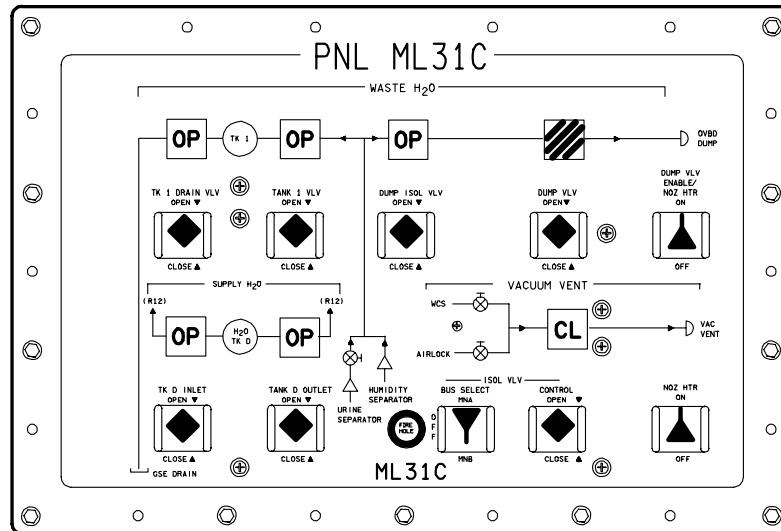 PNL ML31C
WASTE H₂O
OP TK 1 OP OP
OVBD
DUMP
TK 1 DRAIN VLV
OPEN ▼
CLOSE ▲
TANK 1 VLV
OPEN ▼
CLOSE ▲
DUMP ISOL VLV
OPEN ▼
CLOSE ▲
DUMP VLV
OPEN ▼
CLOSE ▲
DUMP VLV
ENABLE/
NOZ HTR
ON
OFF
SUPPLY H₂O
(R12) (R12)
OP
H₂O
TK D
OP
VACUUM VENT
WCS
AIRLOCK
CL
VAC
VENT
URINE
SEPARATOR
HUMIDITY
SEPARATOR
TK D INLET
OPEN ▼
CLOSE ▲
TANK D OUTLET
OPEN ▼
CLOSE ▲
FIRE
HOLE
ISOL VLV
BUS SELECT
MNA
O
F
F
MNB
CONTROL
OPEN ▼
CLOSE ▲
NOZ HTR
ON
OFF
GSE DRAIN
ML31C